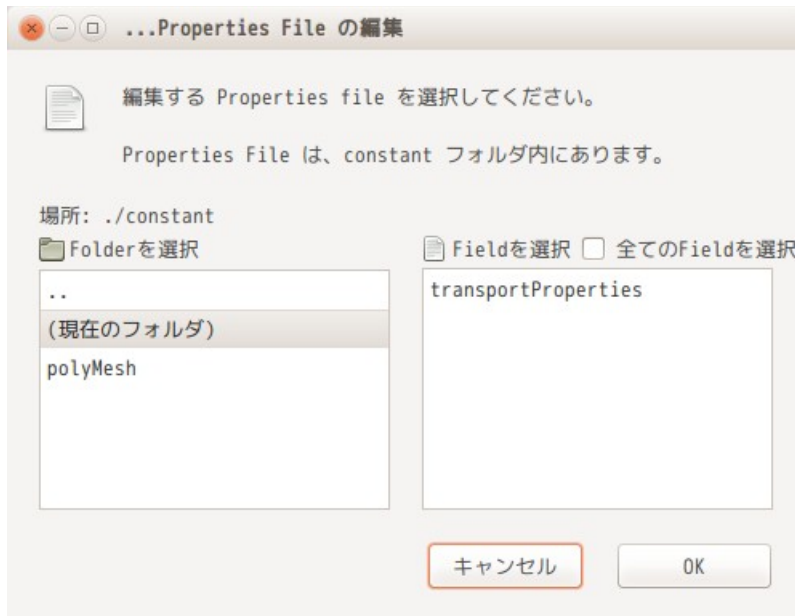 ...Properties File の編集
編集する Properties file を選択してください。
Properties File は、constant フォルダ内にあります。
場所: ./constant
Folderを選択
..
(現在のフォルダ)
polyMesh
Fieldを選択 全てのFieldを選択
transportProperties
キャンセル OK